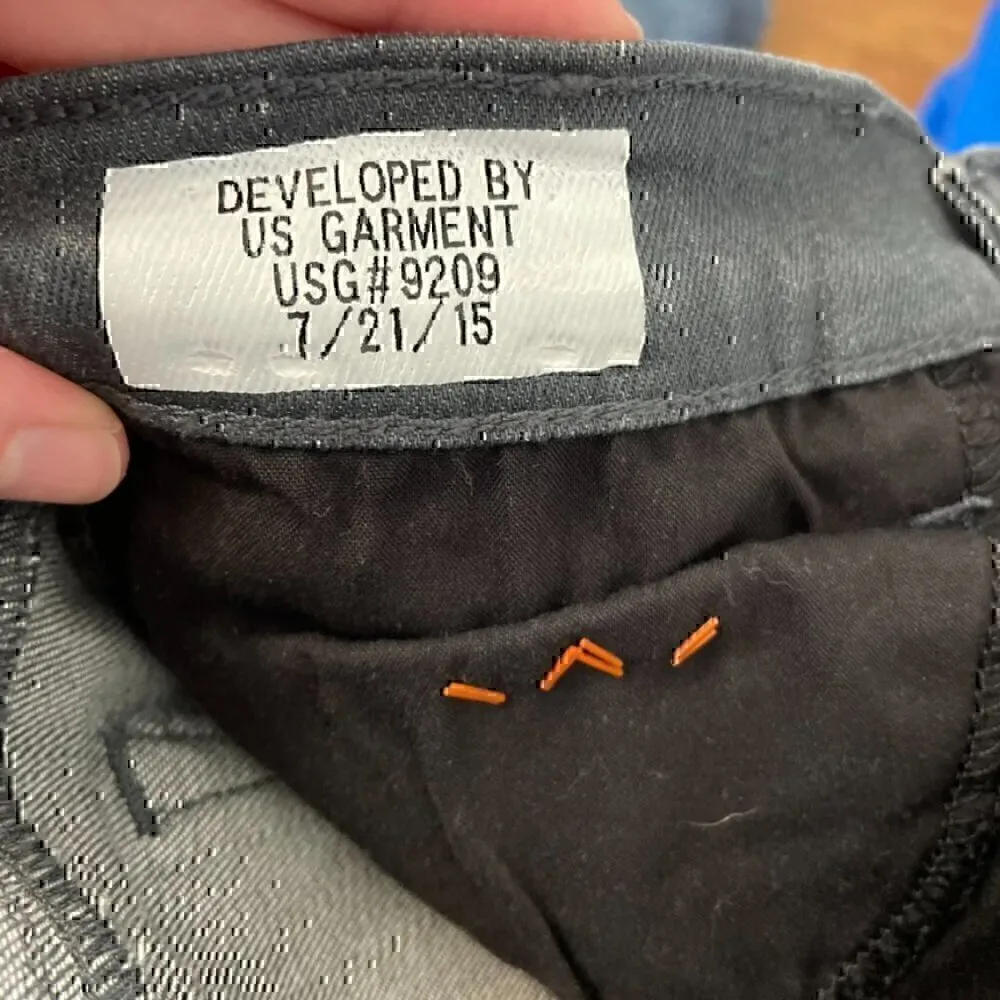 DEVELOPED BY
US GARMENT
USG#9209
7/21/15